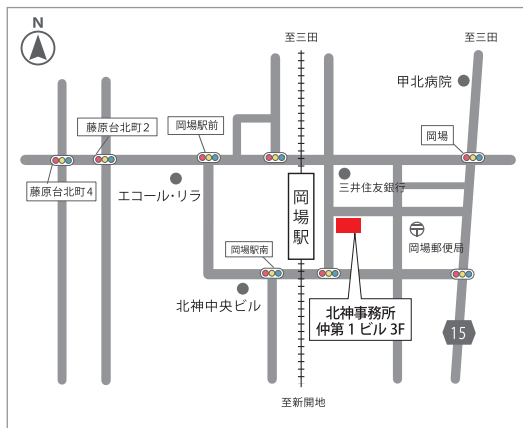 N
至三田
至三田
甲北病院
藤原台北町2
岡場駅前
岡場
藤原台北町4
エコール・リラ
三井住友銀行
岡場駅
岡場郵便局
岡場駅南
北神中央ビル
北神事務所
仲第1ビル3F
15
至新開地